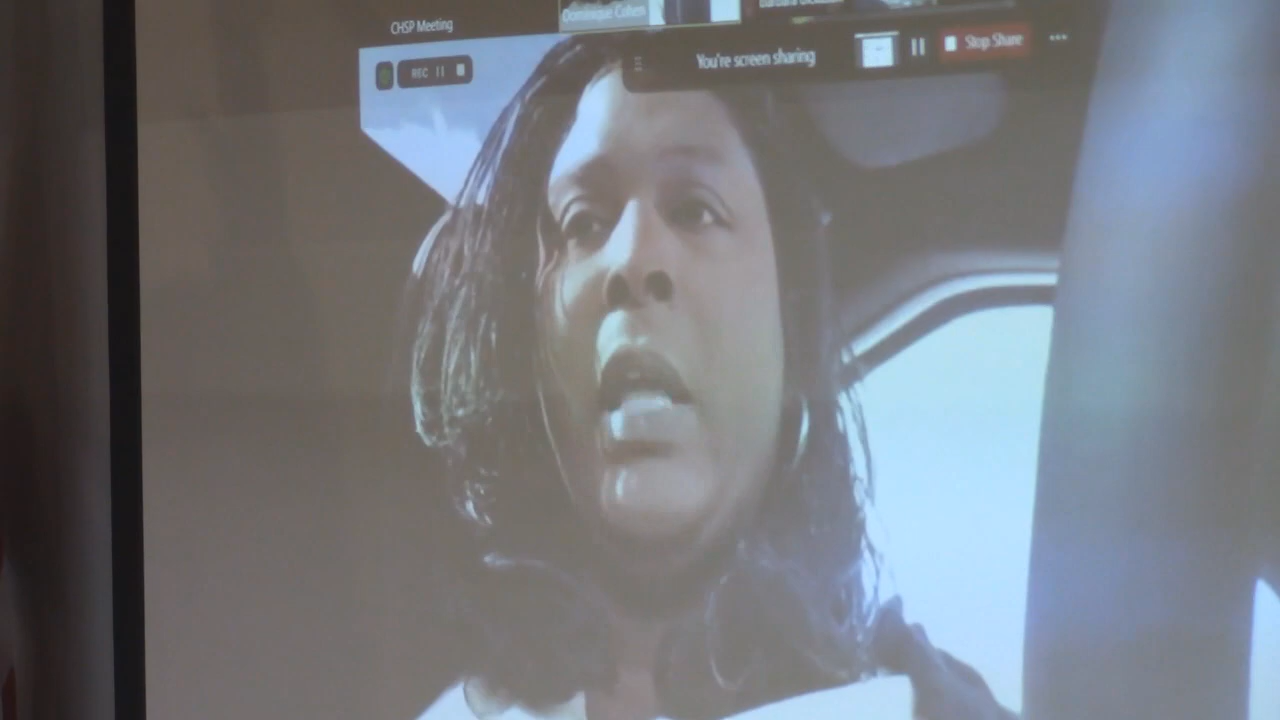 CHSP Meeting
Dominique Cohen
REC
You're screen sharing
Stop Share